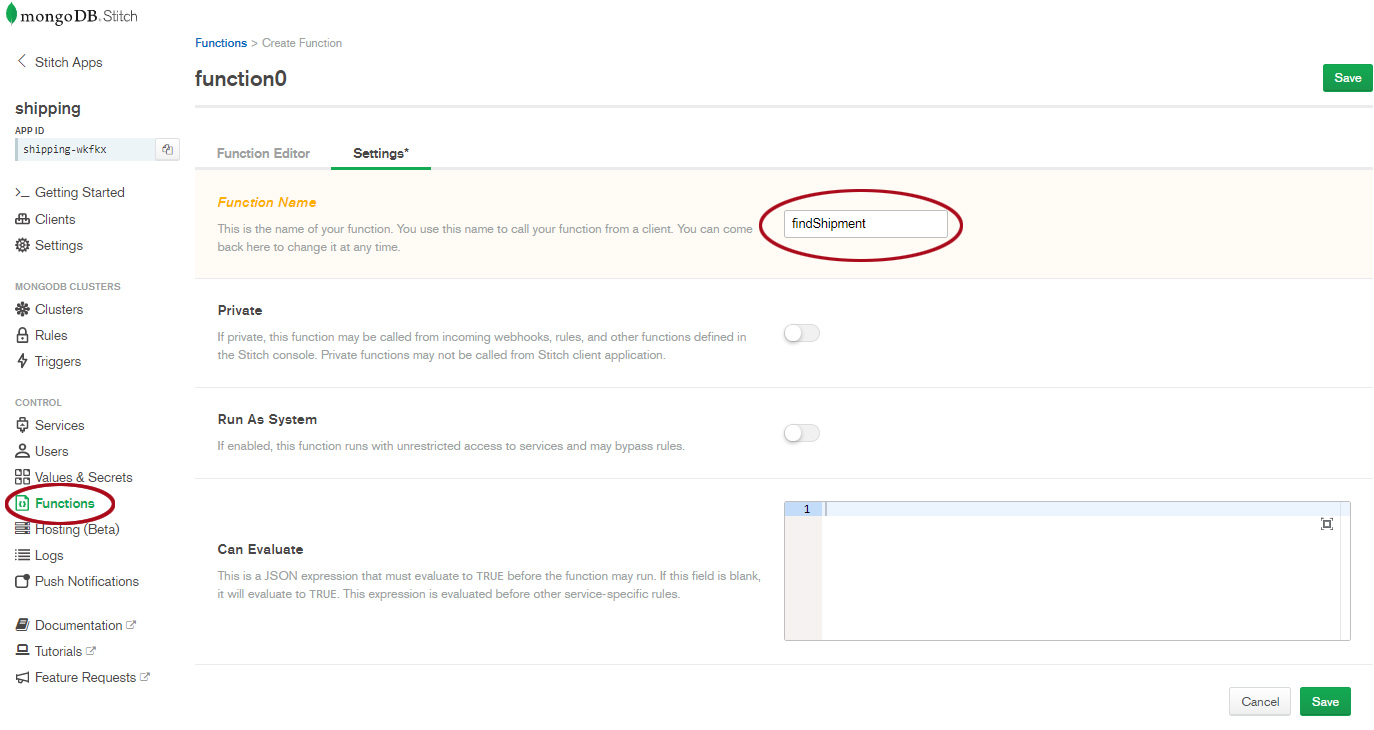 mongoDB. Stitch
Stitch Apps
shipping
APP ID
shipping-wkfkx
Getting Started
Clients
Settings
MONGODB CLUSTERS
Clusters
Rules
Triggers
CONTROL
Services
Users
Values & Secrets
Functions
Hosting (Beta)
Logs
Push Notifications
Documentation
Tutorials
Feature Requests
Functions > Create Function
function0
Save
Function Editor
Settings*
Function Name
This is the name of your function. You use this name to call your function from a client. You can come
back here to change it at any time.
findShipment
Private
If private, this function may be called from incoming webhooks, rules, and other functions defined in
the Stitch console. Private functions may not be called from Stitch client application.
Run As System
If enabled, this function runs with unrestricted access to services and may bypass rules.
Can Evaluate
This is a JSON expression that must evaluate to TRUE before the function may run. If this field is blank,
it will evaluate to TRUE. This expression is evaluated before other service-specific rules.
1
Cancel
Save